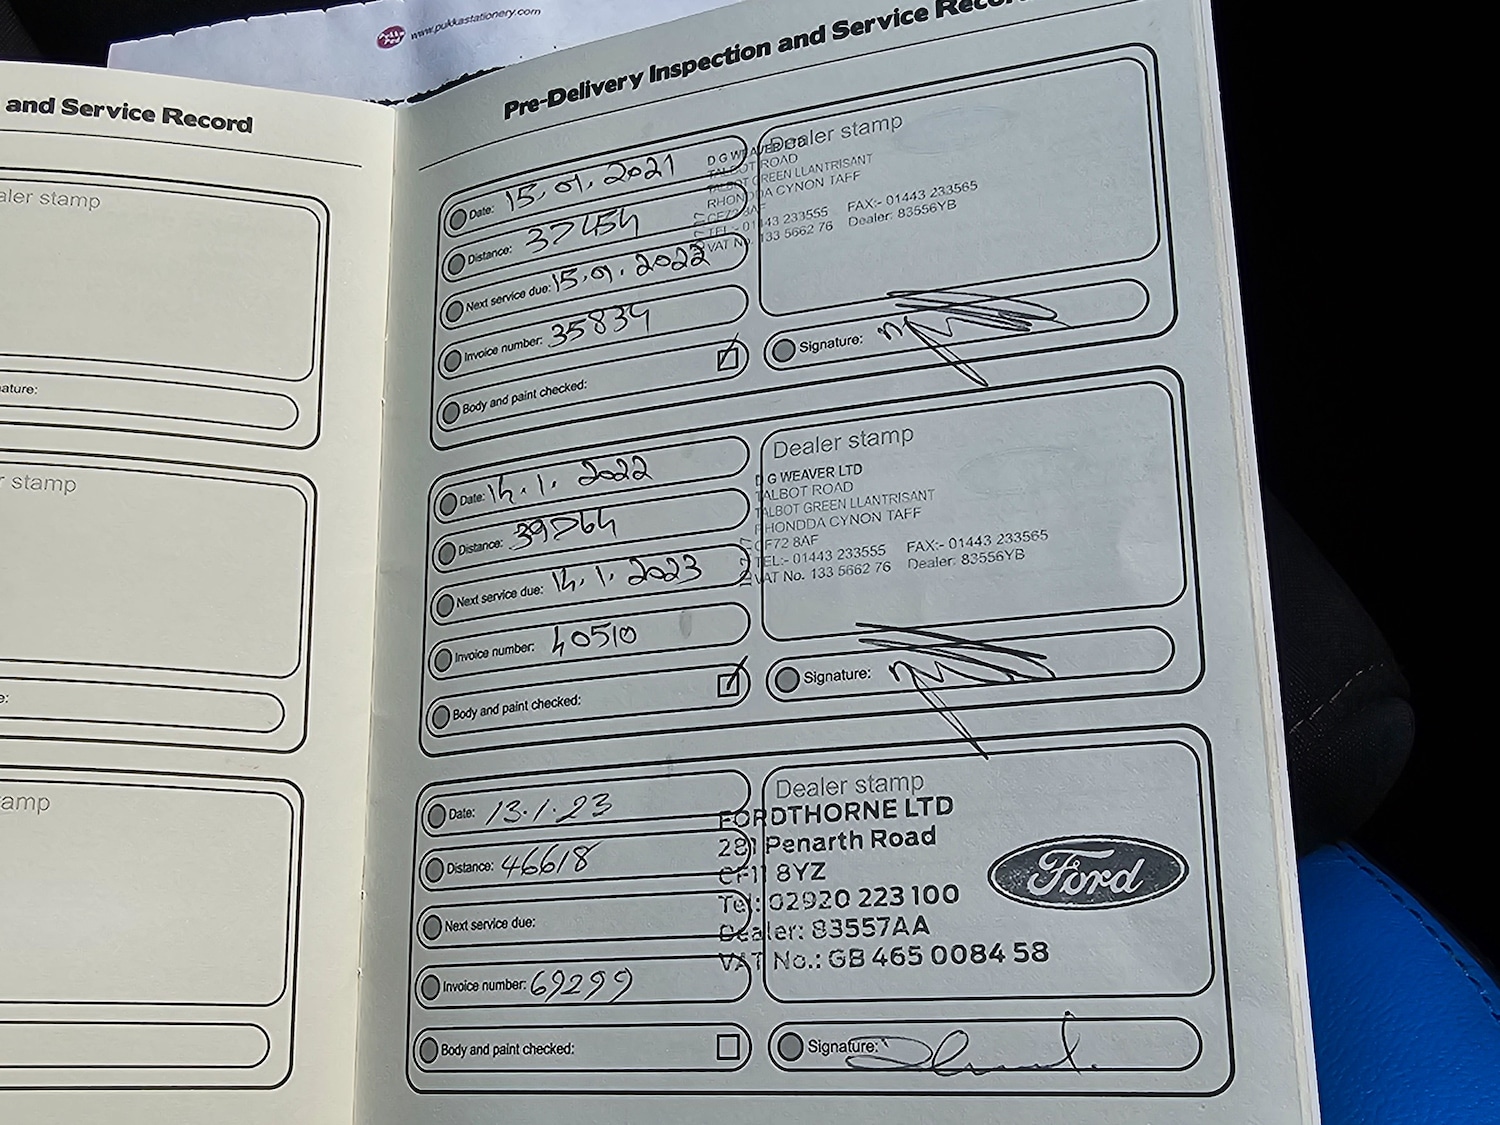 www.pukkastationery.com
and Service Record
aler stamp
ature:
r stamp
e:
amp
Pre-Delivery Inspection and Service Reco
Date: 15.01.2021
Distance: 37454
Next service due: 15.01.2022
Invoice number: 35834
Body and paint checked:
Dealer stamp
D G WEAVER LTD
TALBOT ROAD
TALBOT GREEN LLANTRISANT
RHONDDA CYNON TAFF
CF72 8AF
TEL:- 01443 233555 FAX:- 01443 233565
VAT No. 133 5662 76 Dealer: 83556YB
Signature:
Date: 14.1.2022
Distance: 39764
Next service due: 14.1.2023
Invoice number: 40510
Body and paint checked:
Dealer stamp
D G WEAVER LTD
TALBOT ROAD
TALBOT GREEN LLANTRISANT
RHONDDA CYNON TAFF
CF72 8AF
TEL:- 01443 233555 FAX:- 01443 233565
VAT No. 133 5662 76 Dealer: 83556YB
Signature:
Date: 13.1.23
Distance: 46618
Next service due:
Invoice number: 69299
Body and paint checked:
Dealer stamp
FORDTHORNE LTD
281 Penarth Road
CF11 8YZ
Tel: 02920 223100
Dealer: 83557AA
VAT No.: GB 465 0084 58
Ford
Signature: